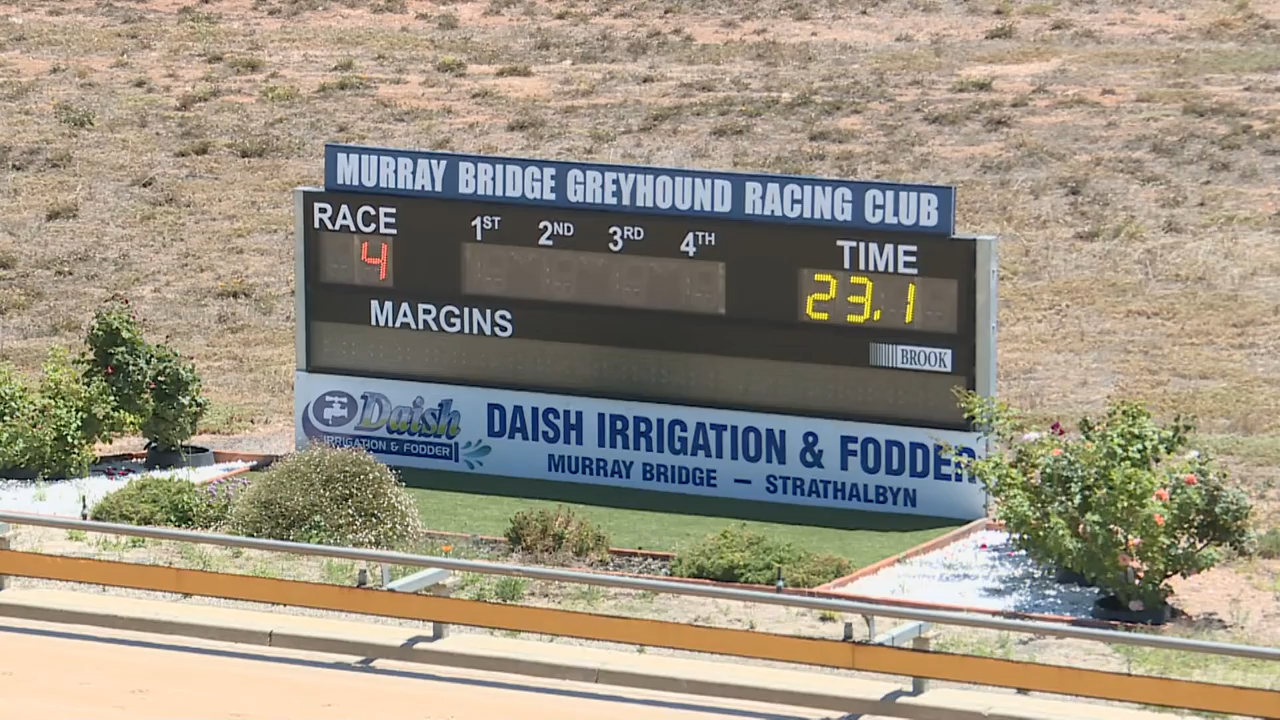 MURRAY BRIDGE GREYHOUND RACING CLUB
RACE 1ST 2ND 3RD 4TH TIME
4 23.1
MARGINS
BROOK
Daish
IRRIGATION & FODDER
DAISH IRRIGATION & FODDER
MURRAY BRIDGE — STRATHALBYN